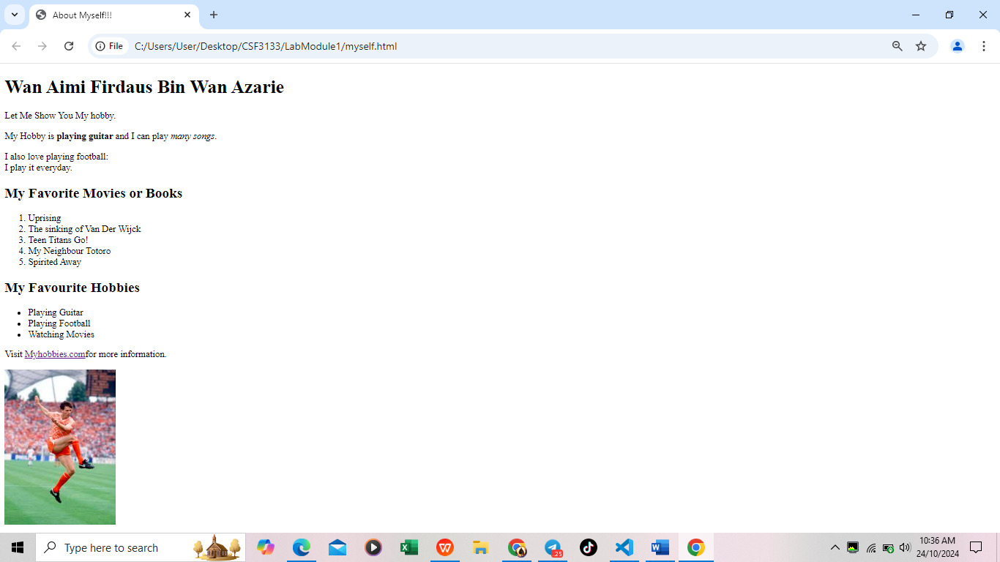 About Myself!!!
File
C:/Users/User/Desktop/CSF3133/LabModule1/myself.html
Wan Aimi Firdaus Bin Wan Azarie
Let Me Show You My hobby.
My Hobby is playing guitar and I can play many songs.
I also love playing football:
I play it everyday.
My Favorite Movies or Books
1. Uprising
2. The sinking of Van Der Wijck
3. Teen Titans Go!
4. My Neighbour Totoro
5. Spirited Away
My Favourite Hobbies
• Playing Guitar
• Playing Football
• Watching Movies
Visit Myhobbies.comfor more information.
Type here to search
.25
10:36 AM
24/10/2024